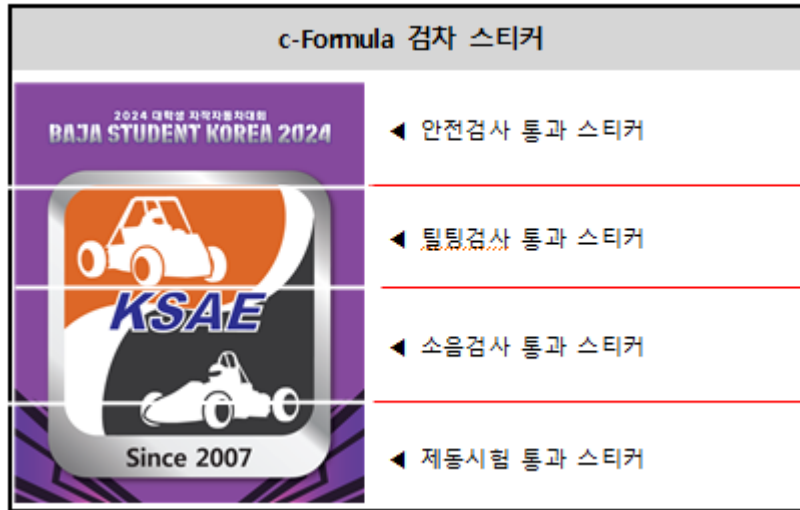 c-Formula 검차 스티커
2024 대학생 자작자동차대회
BAJA STUDENT KOREA 2024
◀ 안전검사 통과 스티커
◀ 틸팅검사 통과 스티커
KSAE
◀ 소음검사 통과 스티커
Since 2007
◀ 제동시험 통과 스티커